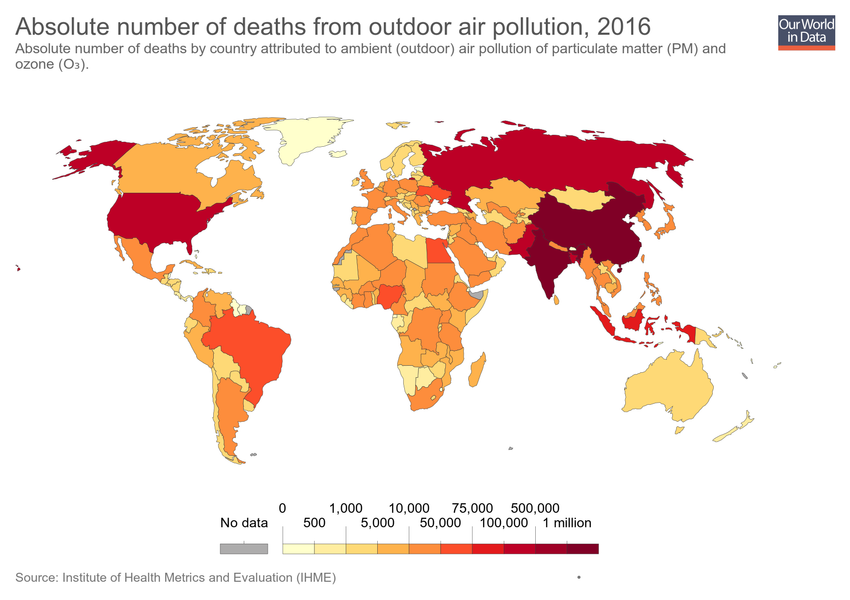 Absolute number of deaths from outdoor air pollution, 2016
Our World
in Data
Absolute number of deaths by country attributed to ambient (outdoor) air pollution of particulate matter (PM) and
ozone (O₃).
0 1,000 10,000 75,000 500,000
No data 500 5,000 50,000 100,000 1 million
Source: Institute of Health Metrics and Evaluation (IHME)